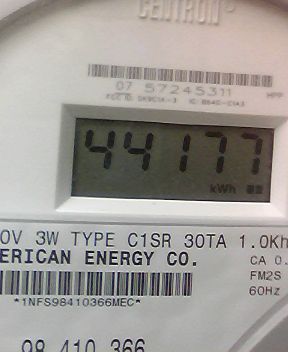 CENTRON
07 57245311
44177
kWh
0V 3W TYPE C1SR 30TA 1.0Kh
ERICAN ENERGY CO.
CA 0.
FM2S
60Hz
*1NFS98410366MEC*
98 410 366